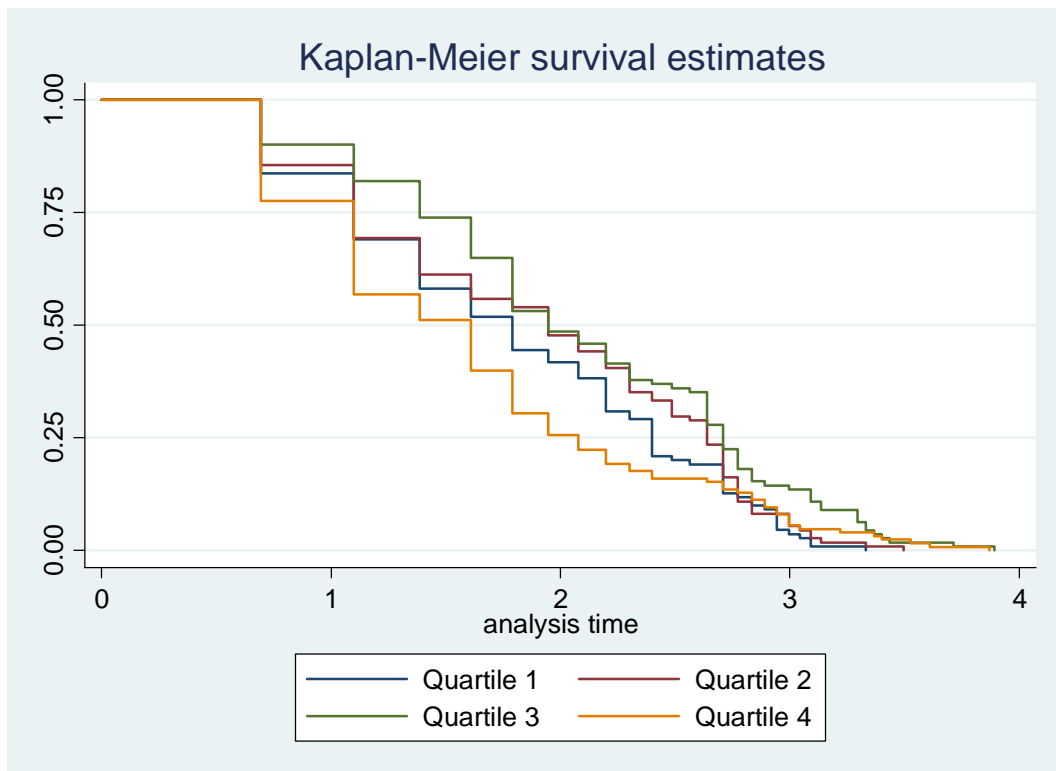 Kaplan-Meier survival estimates
1.00
0.75
0.50
0.25
0.00
0 1 2 3 4
analysis time
Quartile 1 Quartile 2
Quartile 3 Quartile 4